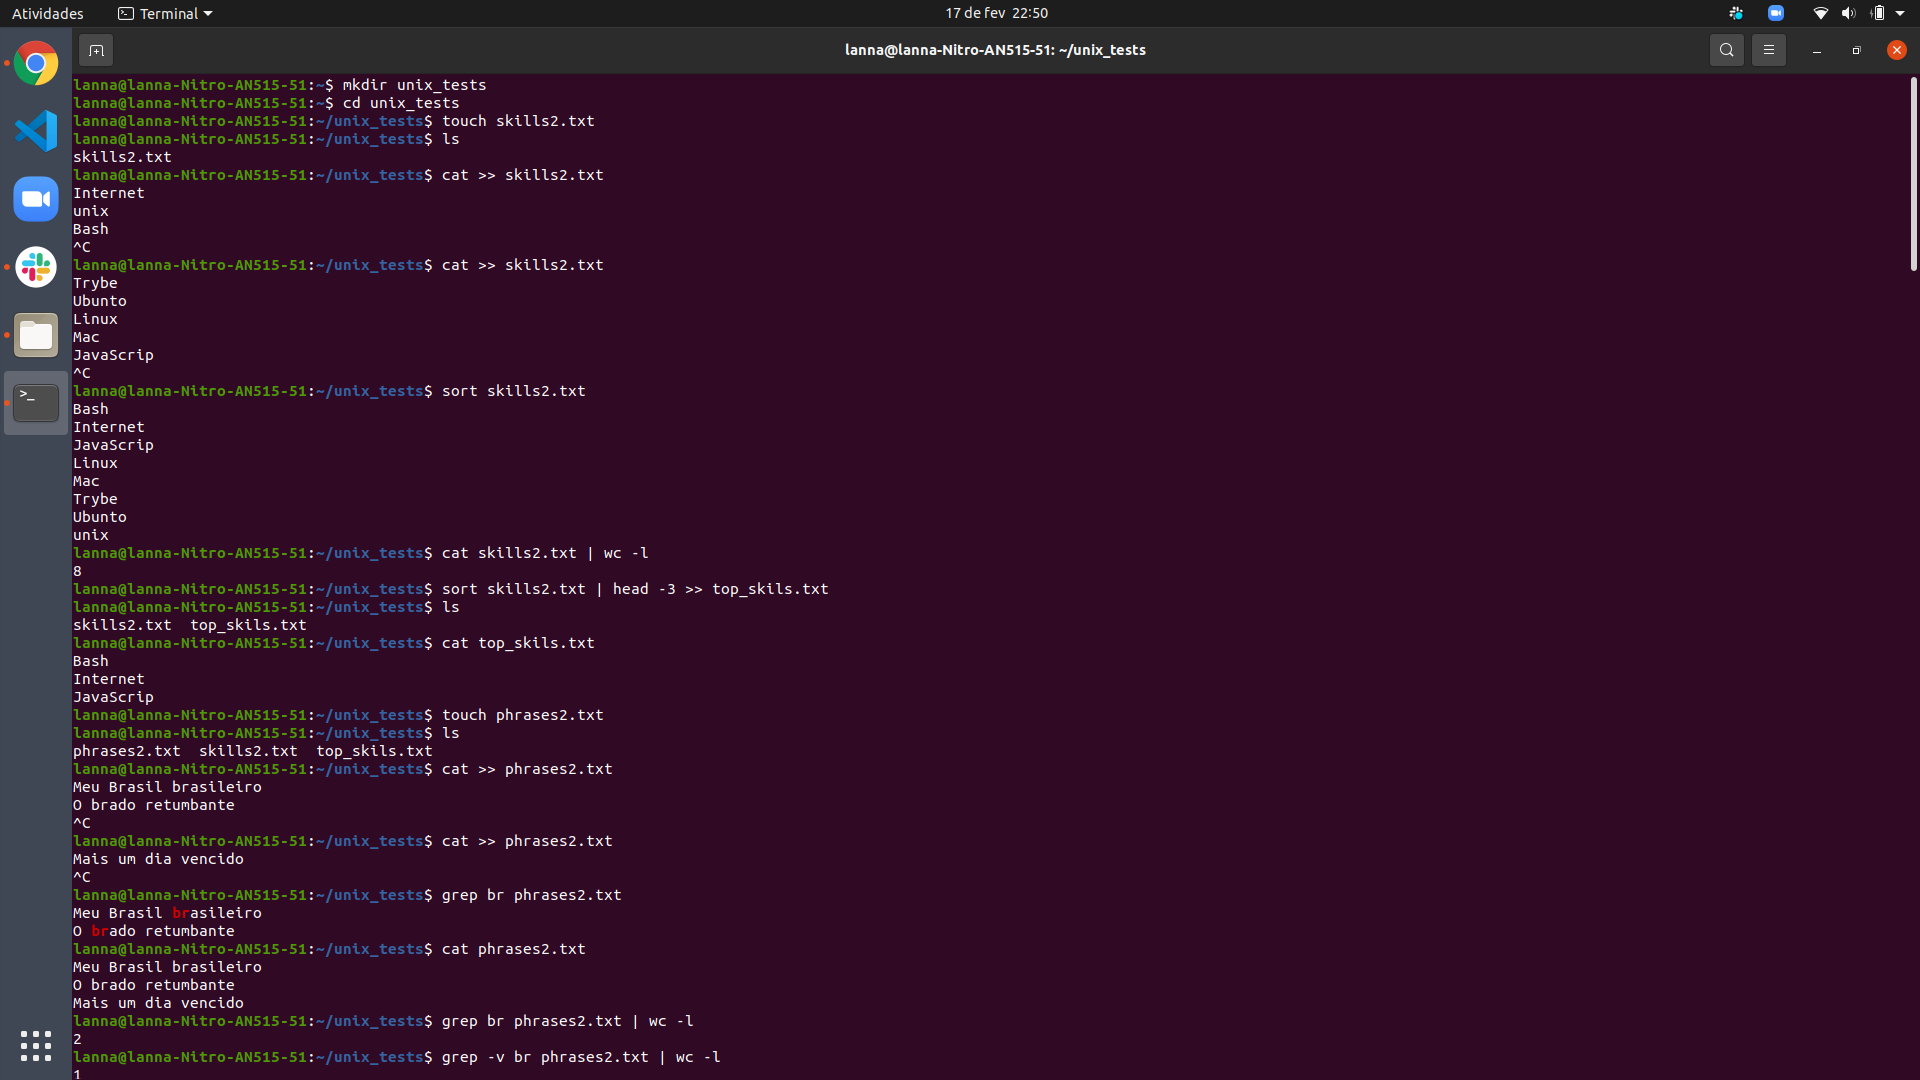 Atividades
Terminal
17 de fev 22:50
lanna@lanna-Nitro-AN515-51: ~/unix_tests
lanna@lanna-Nitro-AN515-51:~$ mkdir unix_tests
lanna@lanna-Nitro-AN515-51:~$ cd unix_tests
lanna@lanna-Nitro-AN515-51:~/unix_tests$ touch skills2.txt
lanna@lanna-Nitro-AN515-51:~/unix_tests$ ls
skills2.txt
lanna@lanna-Nitro-AN515-51:~/unix_tests$ cat >> skills2.txt
Internet
unix
Bash
^C
lanna@lanna-Nitro-AN515-51:~/unix_tests$ cat >> skills2.txt
Trybe
Ubunto
Linux
Mac
JavaScrip
^C
lanna@lanna-Nitro-AN515-51:~/unix_tests$ sort skills2.txt
Bash
Internet
JavaScrip
Linux
Mac
Trybe
Ubunto
unix
lanna@lanna-Nitro-AN515-51:~/unix_tests$ cat skills2.txt | wc -l
8
lanna@lanna-Nitro-AN515-51:~/unix_tests$ sort skills2.txt | head -3 >> top_skils.txt
lanna@lanna-Nitro-AN515-51:~/unix_tests$ ls
skills2.txt  top_skils.txt
lanna@lanna-Nitro-AN515-51:~/unix_tests$ cat top_skils.txt
Bash
Internet
JavaScrip
lanna@lanna-Nitro-AN515-51:~/unix_tests$ touch phrases2.txt
lanna@lanna-Nitro-AN515-51:~/unix_tests$ ls
phrases2.txt  skills2.txt  top_skils.txt
lanna@lanna-Nitro-AN515-51:~/unix_tests$ cat >> phrases2.txt
Meu Brasil brasileiro
O brado retumbante
^C
lanna@lanna-Nitro-AN515-51:~/unix_tests$ cat >> phrases2.txt
Mais um dia vencido
^C
lanna@lanna-Nitro-AN515-51:~/unix_tests$ grep br phrases2.txt
Meu Brasil brasileiro
O brado retumbante
lanna@lanna-Nitro-AN515-51:~/unix_tests$ cat phrases2.txt
Meu Brasil brasileiro
O brado retumbante
Mais um dia vencido
lanna@lanna-Nitro-AN515-51:~/unix_tests$ grep br phrases2.txt | wc -l
2
lanna@lanna-Nitro-AN515-51:~/unix_tests$ grep -v br phrases2.txt | wc -l
1